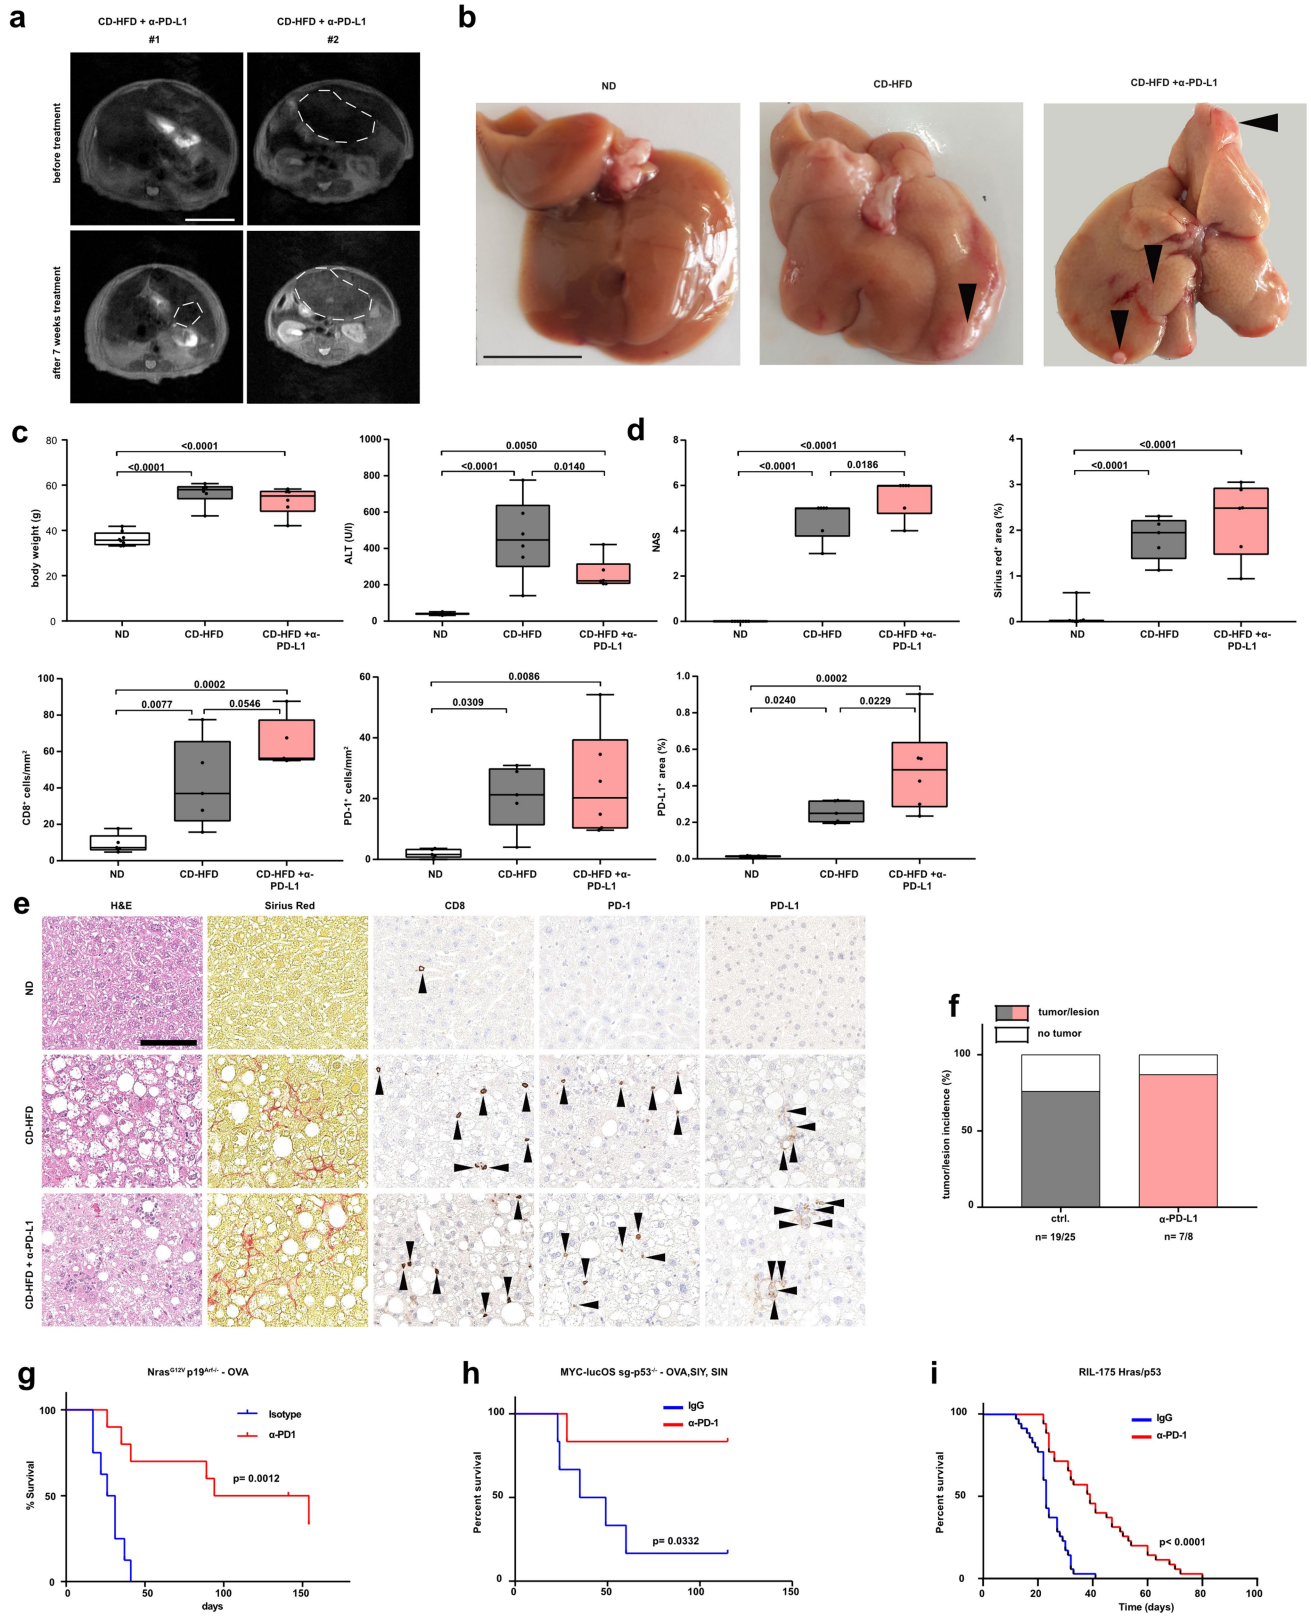 a
CD-HFD + α-PD-L1
#1
CD-HFD + α-PD-L1
#2
before treatment
after 7 weeks treatment
b
ND
CD-HFD
CD-HFD +α-PD-L1
c
body weight (g)
80
60
40
20
0
<0.0001
<0.0001
ND
CD-HFD
CD-HFD +α-
PD-L1
ALT (U/l)
1000
800
600
400
200
0
0.0050
<0.0001
0.0140
ND
CD-HFD
CD-HFD +α-
PD-L1
d
NAS
8
6
4
2
0
<0.0001
<0.0001
0.0186
ND
CD-HFD
CD-HFD +α-
PD-L1
Sirius red⁺ area (%)
4
3
2
1
0
<0.0001
<0.0001
ND
CD-HFD
CD-HFD +α-
PD-L1
CD8⁺ cells/mm²
100
80
60
40
20
0
0.0002
0.0077
0.0546
ND
CD-HFD
CD-HFD +α-
PD-L1
PD-1⁺ cells/mm²
60
40
20
0
0.0086
0.0309
ND
CD-HFD
CD-HFD +α-
PD-L1
PD-L1⁺ area (%)
1.0
0.8
0.6
0.4
0.2
0.0
0.0002
0.0240
0.0229
ND
CD-HFD
CD-HFD +α-
PD-L1
e
H&E
Sirius Red
CD8
PD-1
PD-L1
ND
CD-HFD
CD-HFD + α-PD-L1
f
tumor/lesion
no tumor
tumor/lesion incidence (%)
100
50
0
ctrl.
α-PD-L1
n= 19/25
n= 7/8
g
Nras^G12V p19^Arf-/- - OVA
Isotype
α-PD1
p= 0.0012
% Survival
100
50
0
0
50
100
150
days
h
MYC-lucOS sg-p53^-/- - OVA,SIY, SIN
IgG
α-PD-1
p= 0.0332
Percent survival
100
50
0
0
50
100
150
i
RIL-175 Hras/p53
IgG
α-PD-1
p< 0.0001
Percent survival
100
50
0
0
20
40
60
80
100
Time (days)